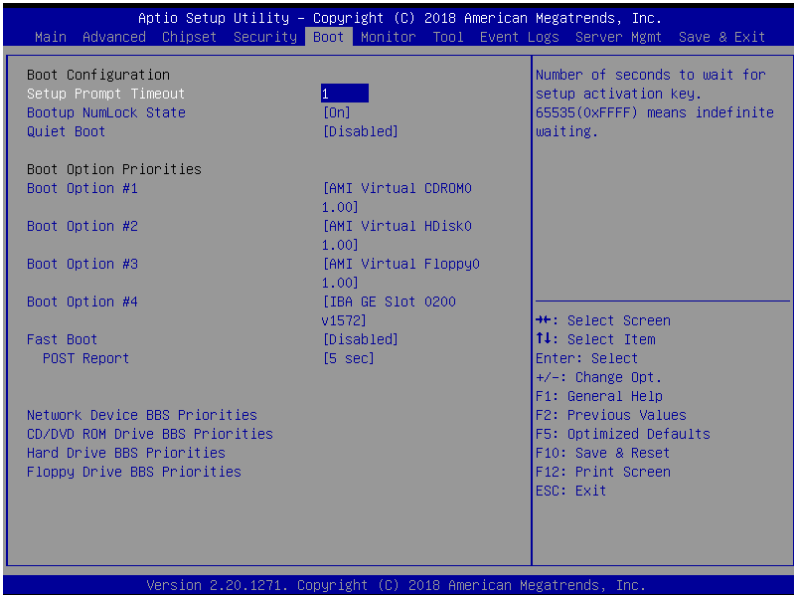 Aptio Setup Utility – Copyright (C) 2018 American Megatrends, Inc.
Main Advanced Chipset Security Boot Monitor Tool Event Logs Server Mgmt Save & Exit
Boot Configuration
Setup Prompt Timeout 1
Bootup NumLock State [On]
Quiet Boot [Disabled]
Boot Option Priorities
Boot Option #1 [AMI Virtual CDROM0
1.00]
Boot Option #2 [AMI Virtual HDisk0
1.00]
Boot Option #3 [AMI Virtual Floppy0
1.00]
Boot Option #4 [IBA GE Slot 0200
v1572]
Fast Boot [Disabled]
POST Report [5 sec]
Network Device BBS Priorities
CD/DVD ROM Drive BBS Priorities
Hard Drive BBS Priorities
Floppy Drive BBS Priorities
Number of seconds to wait for
setup activation key.
65535(0xFFFF) means indefinite
waiting.
→←: Select Screen
↑↓: Select Item
Enter: Select
+/-: Change Opt.
F1: General Help
F2: Previous Values
F5: Optimized Defaults
F10: Save & Reset
F12: Print Screen
ESC: Exit
Version 2.20.1271. Copyright (C) 2018 American Megatrends, Inc.